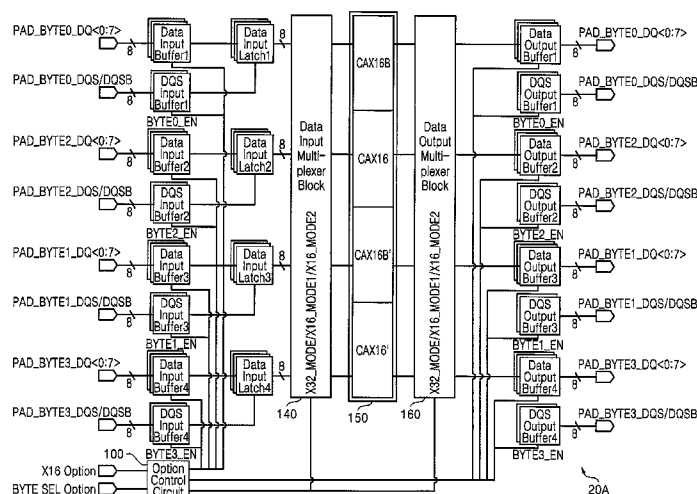 PAD_BYTE0_DQ<0:7>
8
Data Input Buffer1
Data Input Latch1
8
PAD_BYTE0_DQS/DQSB
8
DQS Input Buffer1
BYTE0_EN
PAD_BYTE2_DQ<0:7>
8
Data Input Buffer2
Data Input Latch2
8
PAD_BYTE2_DQS/DQSB
8
DQS Input Buffer2
BYTE2_EN
PAD_BYTE1_DQ<0:7>
8
Data Input Buffer3
Data Input Latch3
8
PAD_BYTE1_DQS/DQSB
8
DQS Input Buffer3
BYTE1_EN
PAD_BYTE3_DQ<0:7>
8
Data Input Buffer4
Data Input Latch4
8
PAD_BYTE3_DQS/DQSB
8
DQS Input Buffer4
BYTE3_EN
X16 Option
BYTE SEL Option
100
Option Control Circuit
Data Input Multi-plexer Block
X32_MODE/X16_MODE1/X16_MODE2
140
CAX16B
CAX16
CAX16B'
CAX16'
150
Data Output Multi-plexer Block
X32_MODE/X16_MODE1/X16_MODE2
160
Data Output Buffer1
8
PAD_BYTE0_DQ<0:7>
DQS Output Buffer1
8
PAD_BYTE0_DQS/DQSB
BYTE0_EN
Data Output Buffer2
8
PAD_BYTE2_DQ<0:7>
DQS Output Buffer2
8
PAD_BYTE2_DQS/DQSB
BYTE2_EN
Data Output Buffer3
8
PAD_BYTE1_DQ<0:7>
DQS Output Buffer3
8
PAD_BYTE1_DQS/DQSB
BYTE1_EN
Data Output Buffer4
8
PAD_BYTE3_DQ<0:7>
DQS Output Buffer4
8
PAD_BYTE3_DQS/DQSB
BYTE3_EN
20A